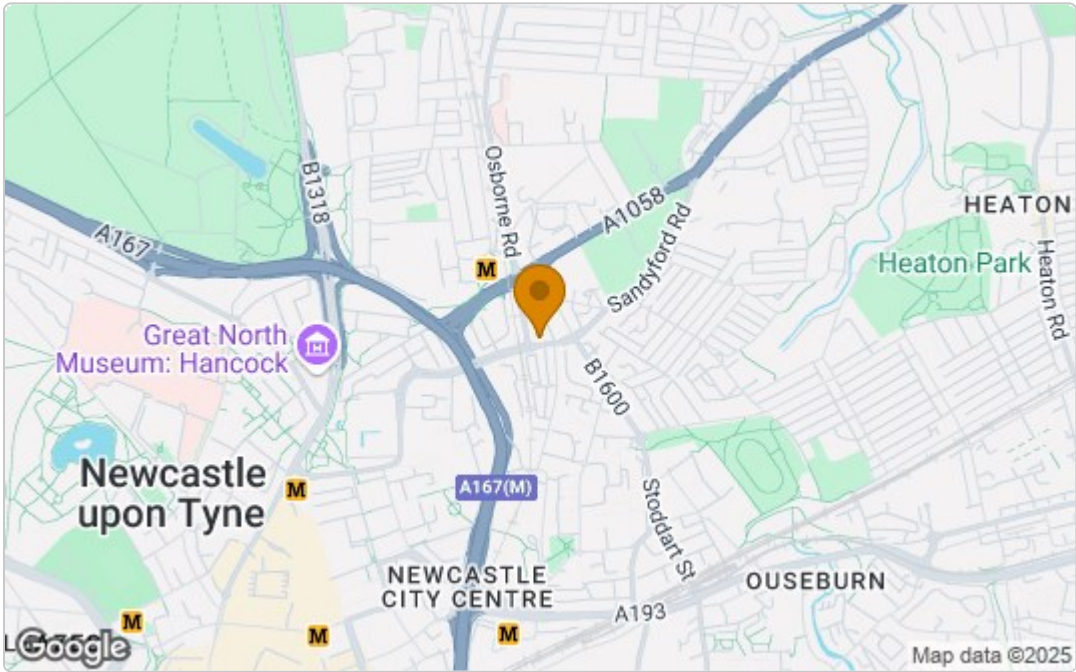 Osborne Rd
B1318
A1058
HEATON
A167
Sandyford Rd
M
Heaton Park
Heaton Rd
Great North
Museum: Hancock
B1600
Newcastle
upon Tyne
M
A167(M)
Stoddart St
NEWCASTLE
CITY CENTRE
OUSEBURN
A193
M
M
M
Google
Map data ©2025